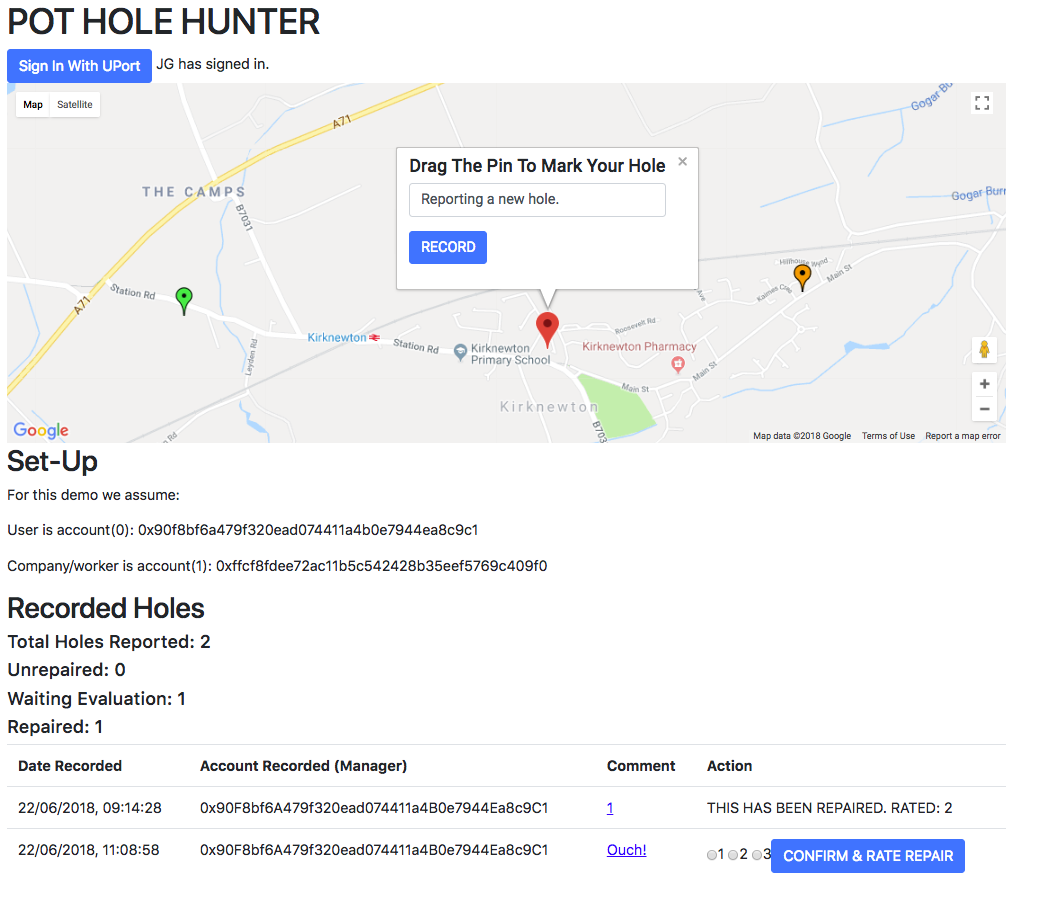 POT HOLE HUNTER
Sign In With UPort JG has signed in.
Map Satellite
Gogar Bu
A71
THE CAMPS
B7031
Drag The Pin To Mark Your Hole ×
Reporting a new hole.
RECORD
Gogar Burn
Hillhouse Wynd
Main St
Kaimes Cres
Ave
Station Rd
A71
Roosevelt Rd
Kirknewton
Station Rd
Kirknewton
Primary School
Kirknewton Pharmacy
Leyden Rd
Main St
Main St
Kirknewton
B703
Rd
+
−
Google
Map data ©2018 Google Terms of Use Report a map error
Set-Up
For this demo we assume:
User is account(0): 0x90f8bf6a479f320ead074411a4b0e7944ea8c9c1
Company/worker is account(1): 0xffcf8fdee72ac11b5c542428b35eef5769c409f0
Recorded Holes
Total Holes Reported: 2
Unrepaired: 0
Waiting Evaluation: 1
Repaired: 1
Date Recorded Account Recorded (Manager) Comment Action
22/06/2018, 09:14:28 0x90F8bf6A479f320ead074411a4B0e7944Ea8c9C1 1 THIS HAS BEEN REPAIRED. RATED: 2
22/06/2018, 11:08:58 0x90F8bf6A479f320ead074411a4B0e7944Ea8c9C1 Ouch! 1 2 3 CONFIRM & RATE REPAIR